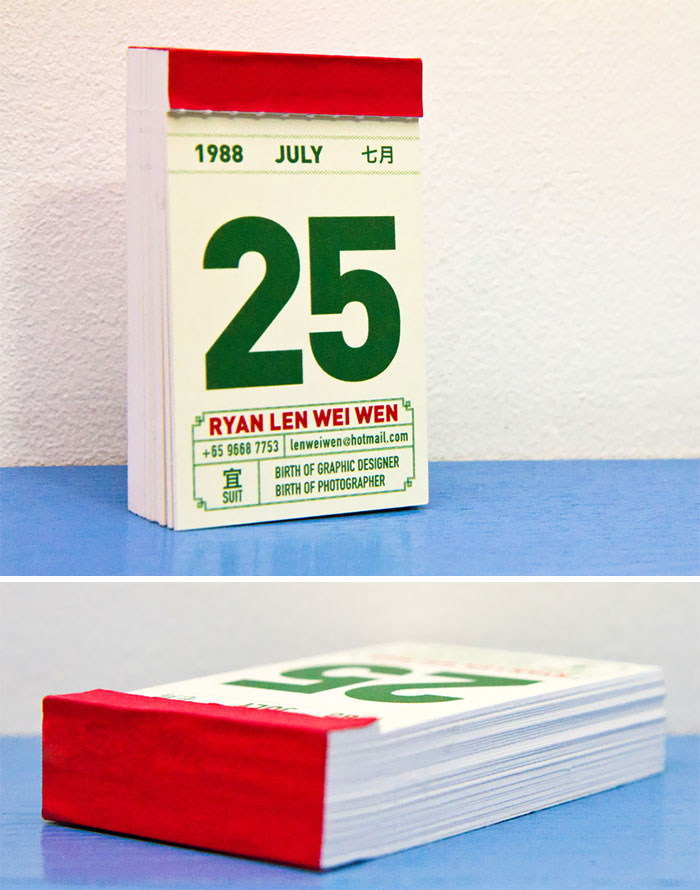 1988 JULY 七月
25
RYAN LEN WEI WEN
+65 9668 7753 lenweiwen@hotmail.com
宜 BIRTH OF GRAPHIC DESIGNER
SUIT BIRTH OF PHOTOGRAPHER
25